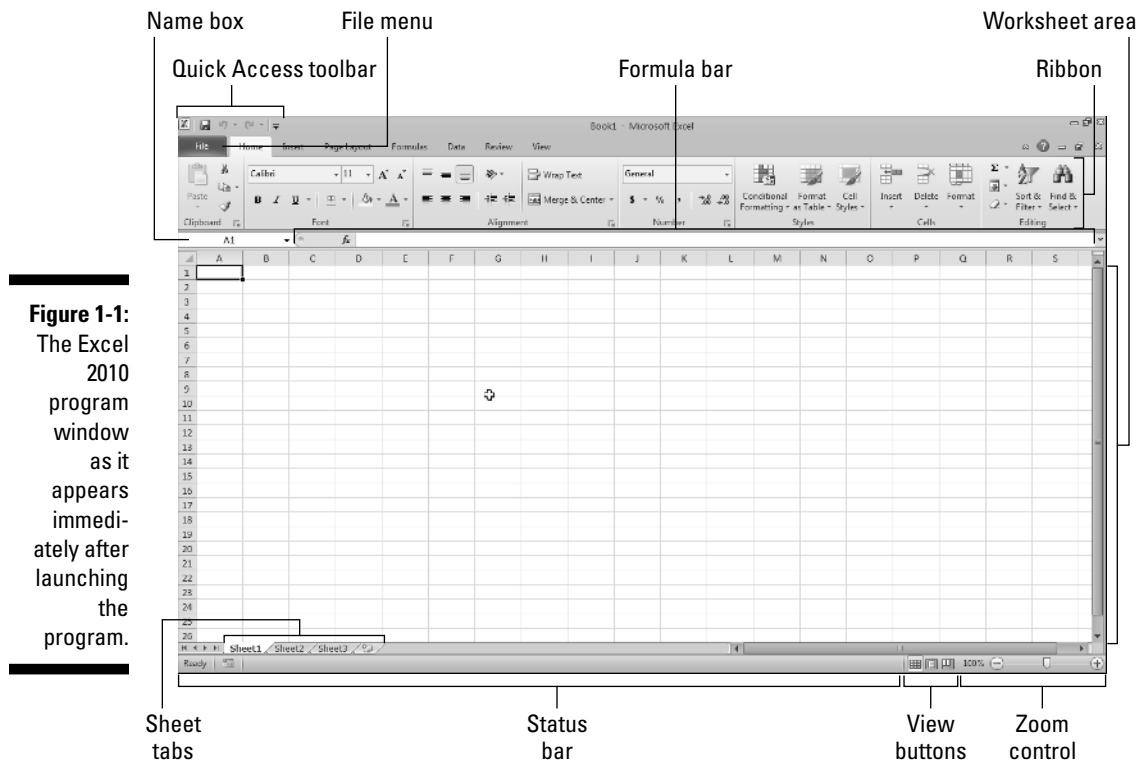 Name box
File menu
Worksheet area
Quick Access toolbar
Formula bar
Ribbon
Book1 - Microsoft Excel
File Home Insert Page Layout Formulas Data Review View
Calibri 11 A A Wrap Text General
Paste B I U A Merge & Center $ % , Conditional Formatting Format as Table Cell Styles Insert Delete Format Σ Sort & Filter Find & Select
Clipboard Font Alignment Number Styles Cells Editing
A1 fx
A B C D E F G H I J K L M N O P Q R S
1
2
3
4
5
6
7
8
9
10
11
12
13
14
15
16
17
18
19
20
21
22
23
24
25
26
Figure 1-1:
The Excel
2010
program
window
as it
appears
immedi-
ately after
launching
the
program.
Sheet1 Sheet2 Sheet3
Ready 100%
Sheet
tabs
Status
bar
View
buttons
Zoom
control